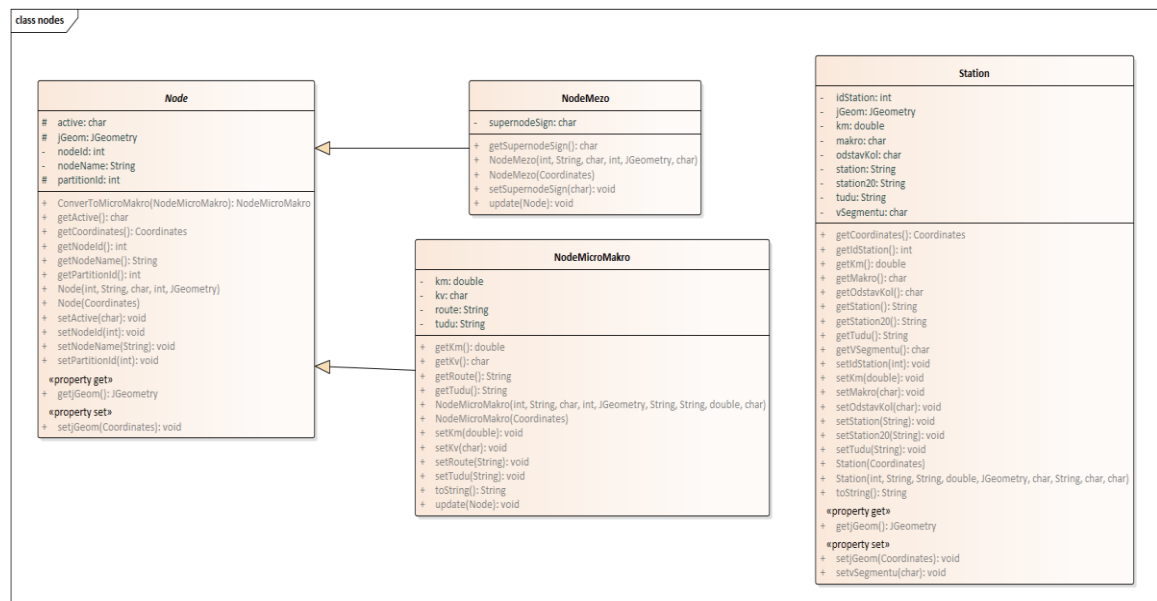 class nodes
Node
# active: char
# jGeom: JGeometry
- nodeId: int
- nodeName: String
# partitionId: int
+ ConverToMicroMakro(NodeMicroMakro): NodeMicroMakro
+ getActive(): char
+ getCoordinates(): Coordinates
+ getNodeId(): int
+ getNodeName(): String
+ getPartitionId(): int
+ Node(int, String, char, int, JGeometry)
+ Node(Coordinates)
+ setActive(char): void
+ setNodeId(int): void
+ setNodeName(String): void
+ setPartitionId(int): void
«property get»
+ getjGeom(): JGeometry
«property set»
+ setjGeom(Coordinates): void
NodeMezo
- supernodeSign: char
+ getSupernodeSign(): char
+ NodeMezo(int, String, char, int, JGeometry, char)
+ NodeMezo(Coordinates)
+ setSupernodeSign(char): void
+ update(Node): void
NodeMicroMakro
- km: double
- kv: char
- route: String
- tudu: String
+ getKm(): double
+ getKv(): char
+ getRoute(): String
+ getTudu(): String
+ NodeMicroMakro(int, String, char, int, JGeometry, String, String, double, char)
+ NodeMicroMakro(Coordinates)
+ setKm(double): void
+ setKv(char): void
+ setRoute(String): void
+ setTudu(String): void
+ toString(): String
+ update(Node): void
Station
- idStation: int
- jGeom: JGeometry
- km: double
- makro: char
- odstavKol: char
- station: String
- station20: String
- tudu: String
- vSegmentu: char
+ getCoordinates(): Coordinates
+ getIdStation(): int
+ getKm(): double
+ getMakro(): char
+ getOdstavKol(): char
+ getStation(): String
+ getStation20(): String
+ getTudu(): String
+ getVSegmentu(): char
+ setIdStation(int): void
+ setKm(double): void
+ setMakro(char): void
+ setOdstavKol(char): void
+ setStation(String): void
+ setStation20(String): void
+ setTudu(String): void
+ Station(Coordinates)
+ Station(int, String, String, double, JGeometry, char, String, char, char)
+ toString(): String
«property get»
+ getjGeom(): JGeometry
«property set»
+ setjGeom(Coordinates): void
+ setvSegmentu(char): void